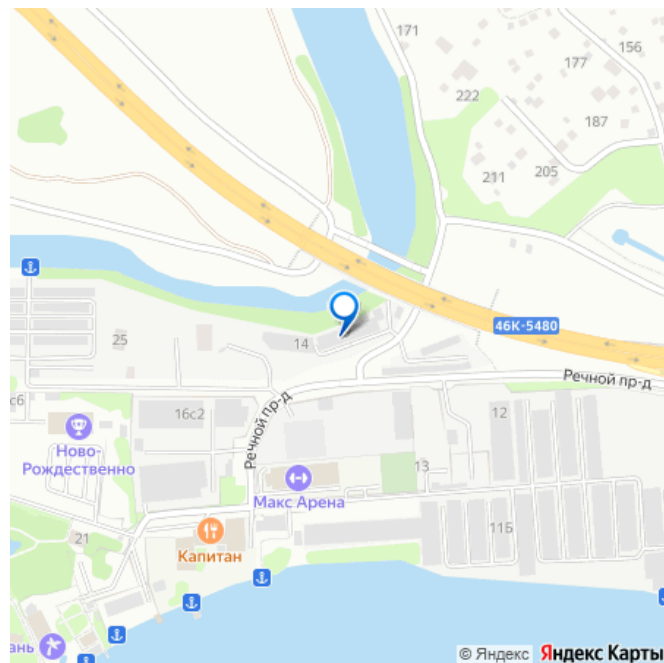 171
156
177
222
187
205
211
46К-5480
25
14
Речной пр-д
с6
16с2
12
Речной пр-д
Ново-
Рождественно
13
Макс Арена
11Б
21
Капитан
ань
© Яндекс Яндекс Карты